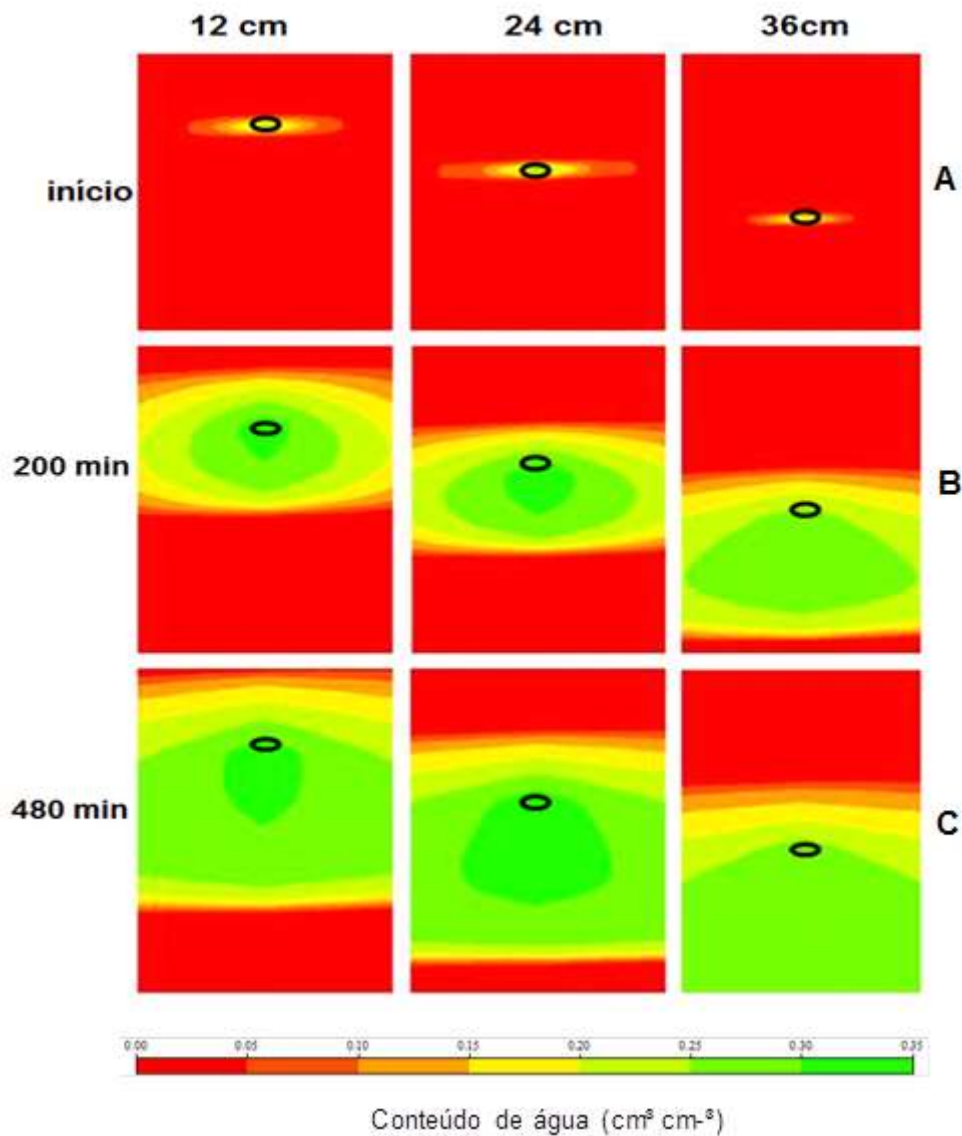 12 cm 24 cm 36cm
início A
200 min B
480 min C
0.00 0.05 0.10 0.15 0.20 0.25 0.30 0.35
Conteúdo de água (cm³ cm-³)